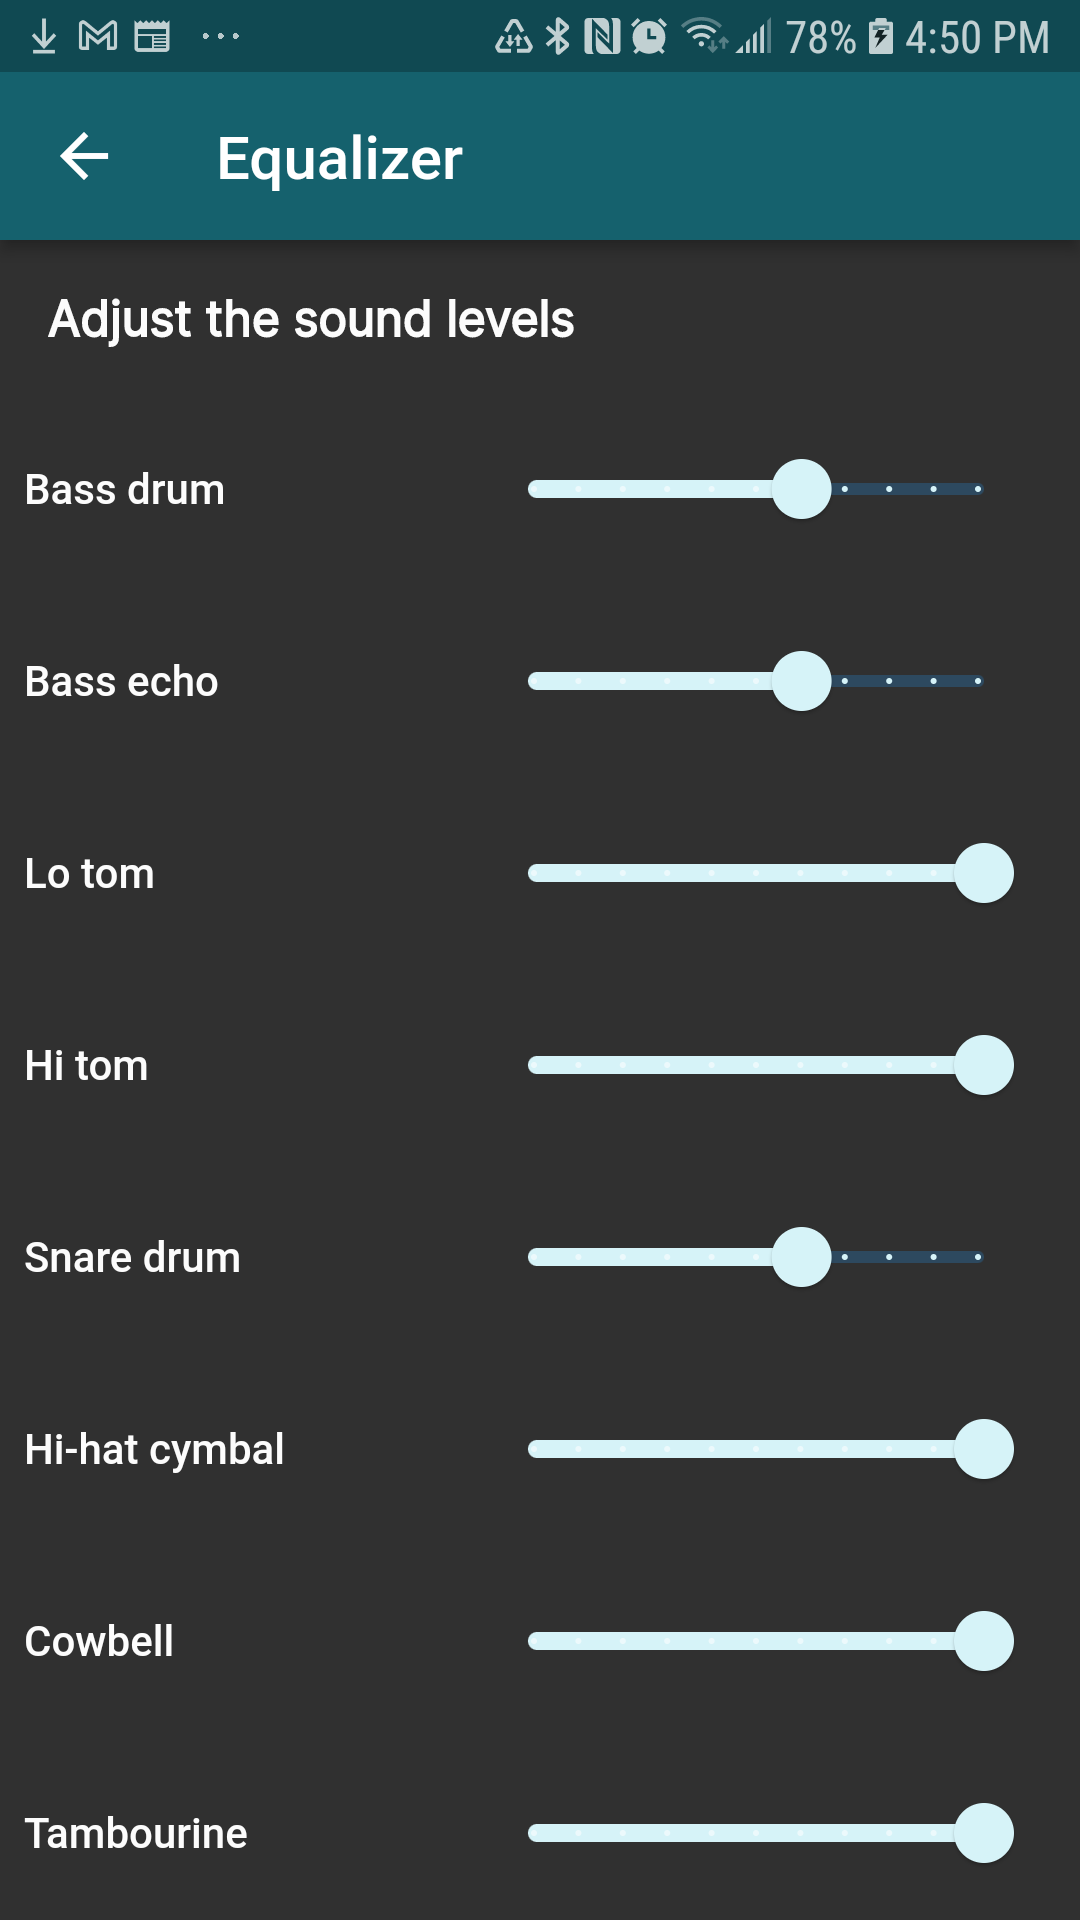 78% 4:50 PM
Equalizer
Adjust the sound levels
Bass drum
Bass echo
Lo tom
Hi tom
Snare drum
Hi-hat cymbal
Cowbell
Tambourine